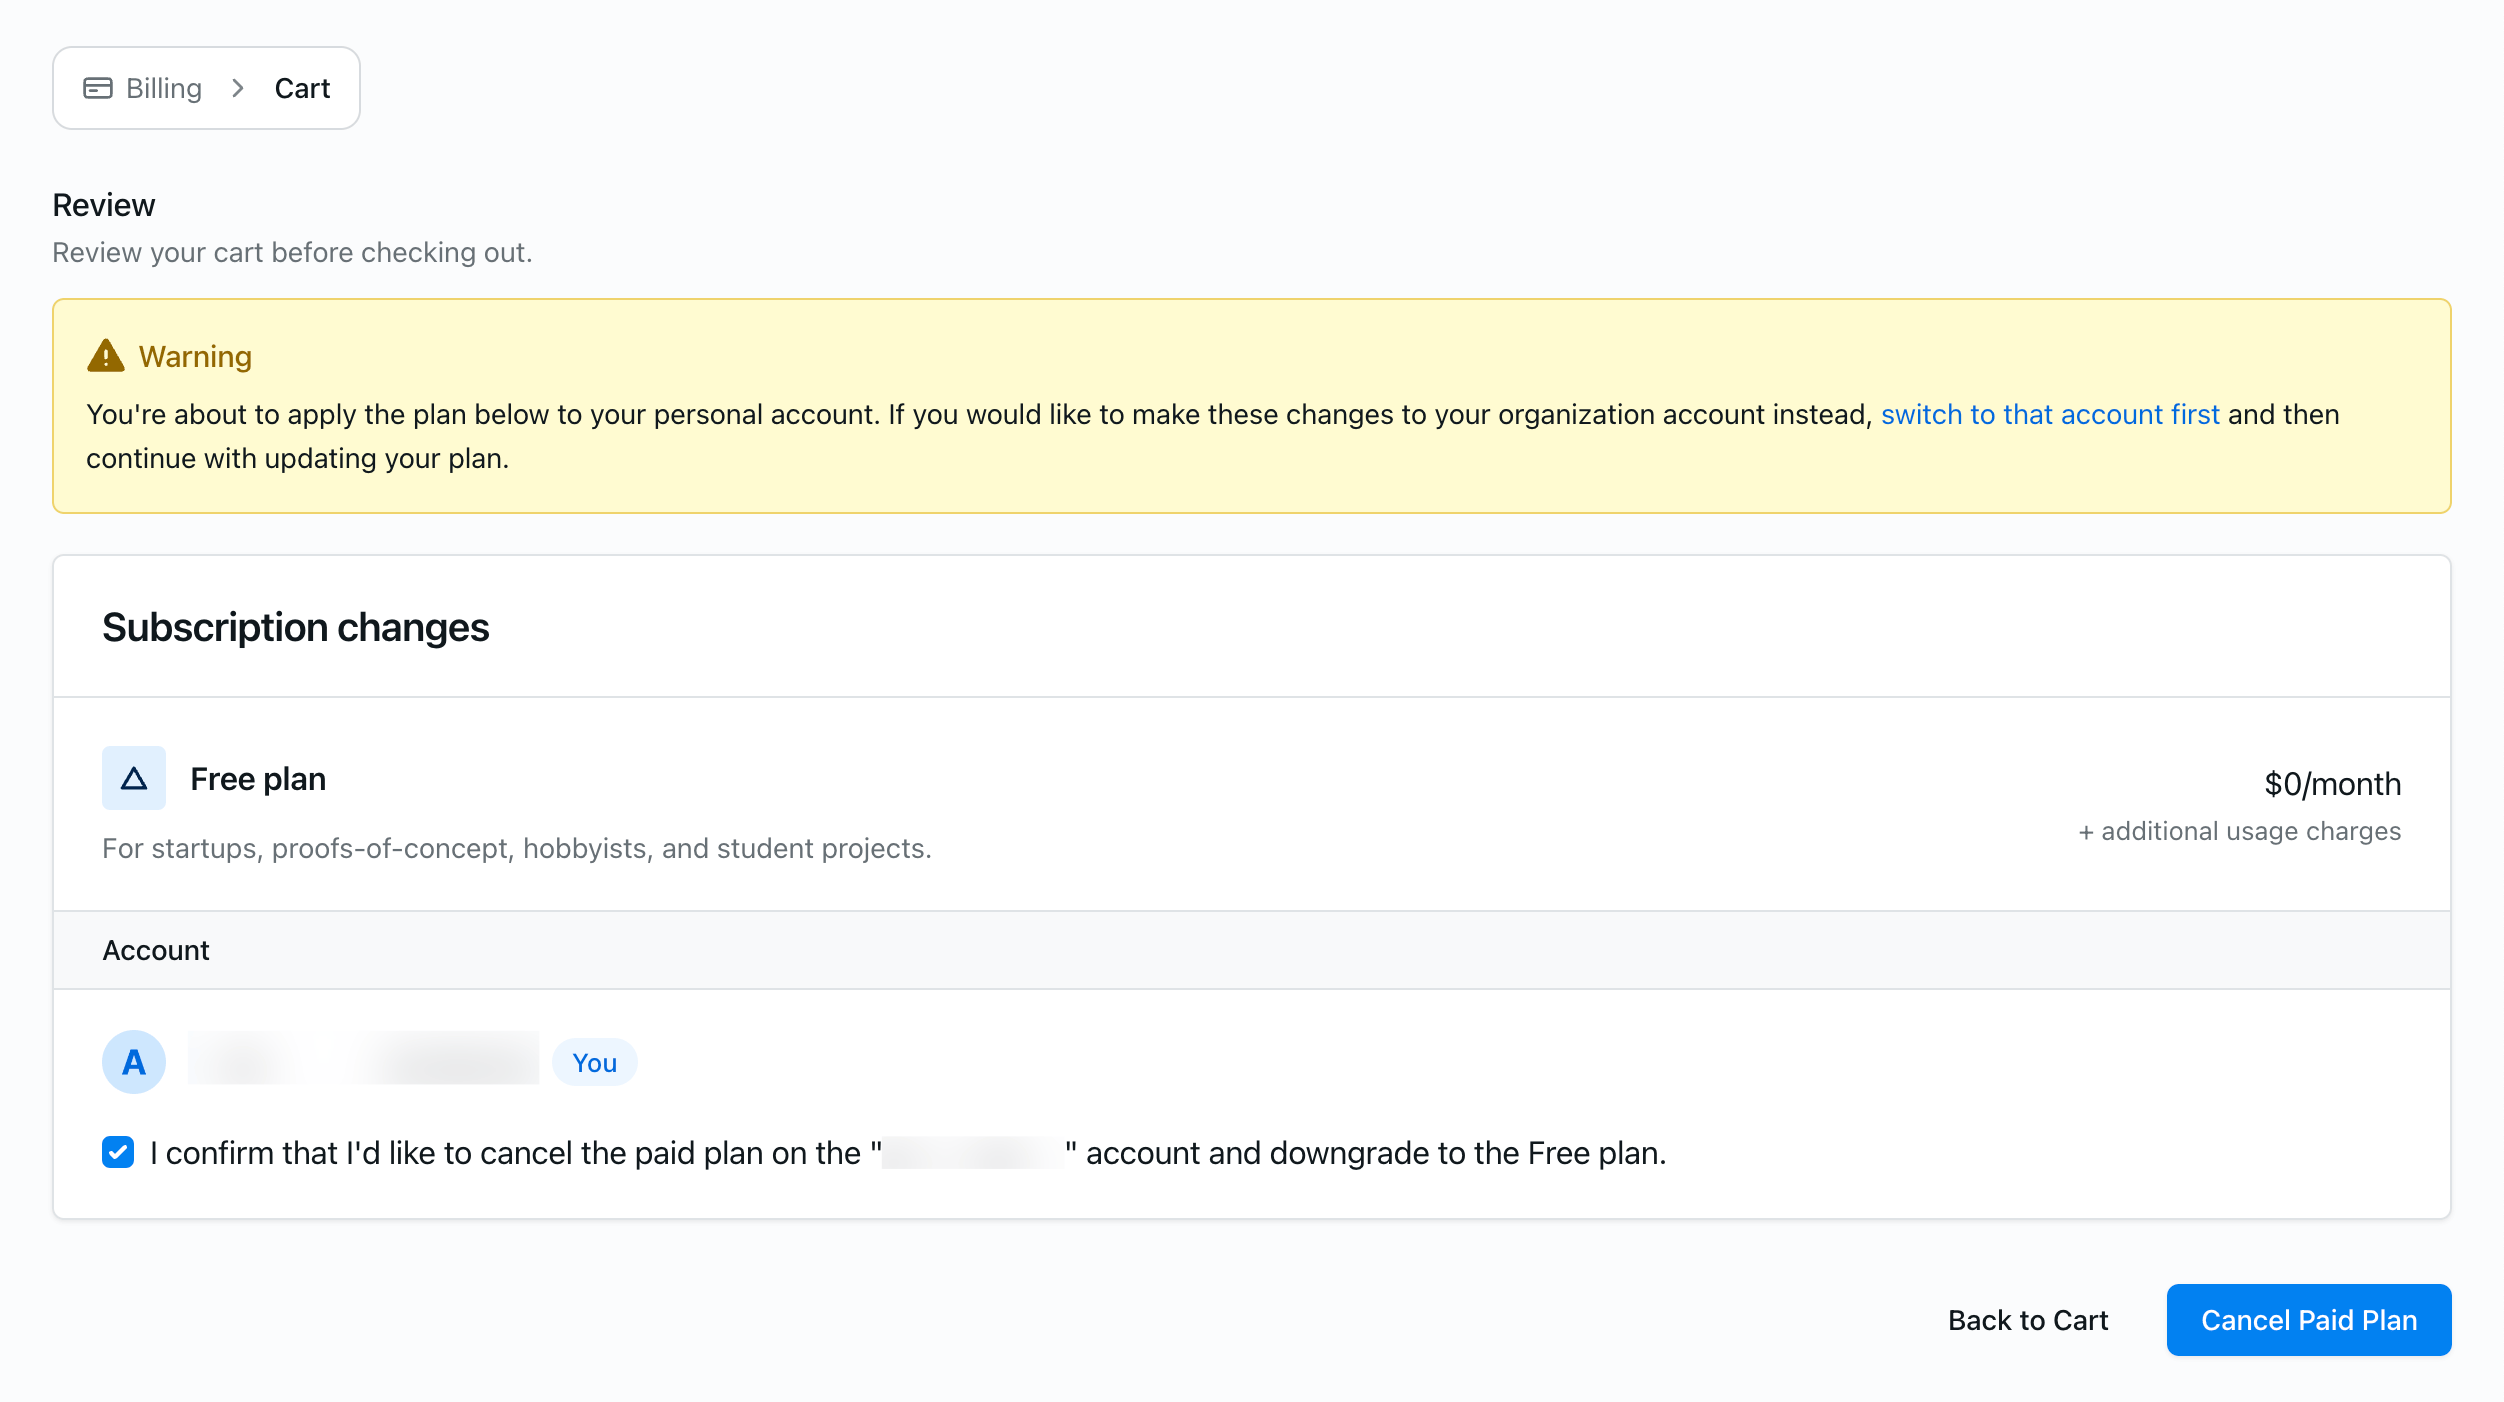 Billing > Cart
Review
Review your cart before checking out.
Warning
You're about to apply the plan below to your personal account. If you would like to make these changes to your organization account instead, switch to that account first and then
continue with updating your plan.
Subscription changes
Free plan
$0/month
+ additional usage charges
For startups, proofs-of-concept, hobbyists, and student projects.
Account
A You
I confirm that I'd like to cancel the paid plan on the " " account and downgrade to the Free plan.
Back to Cart Cancel Paid Plan